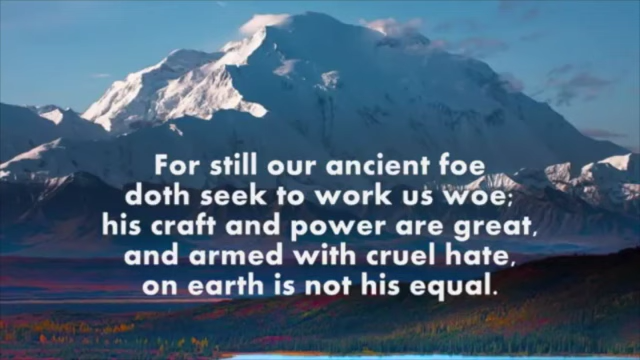 For still our ancient foe
doth seek to work us woe;
his craft and power are great,
and armed with cruel hate,
on earth is not his equal.